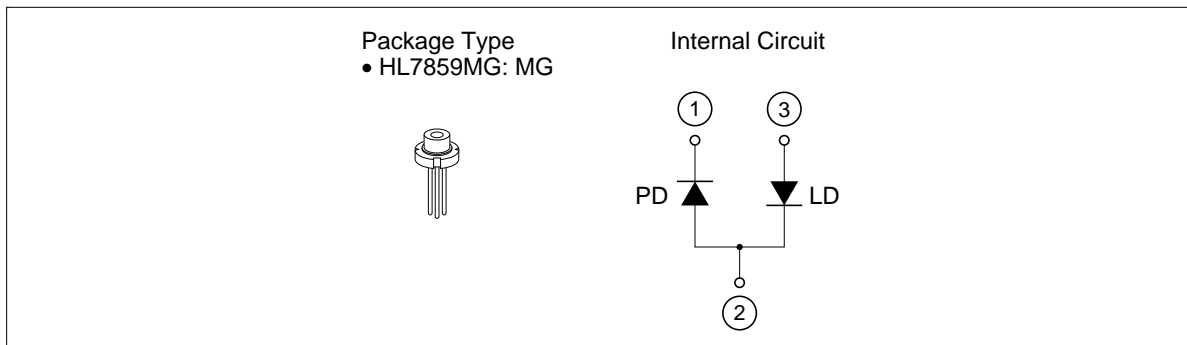 Package Type
• HL7859MG: MG
Internal Circuit
1
3
PD
LD
2